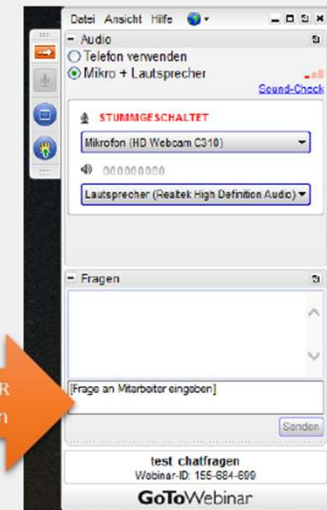 Datei Ansicht Hilfe
Audio
Telefon verwenden
Mikro + Lautsprecher
Sound-Check
STUMMGESCHALTET
Mikrofon (HD Webcam C310)
Lautsprecher (Realtek High Definition Audio)
Fragen
[Frage an Mitarbeiter eingeben]
Senden
test chatfragen
Webinar-ID: 155-684-699
GoToWebinar